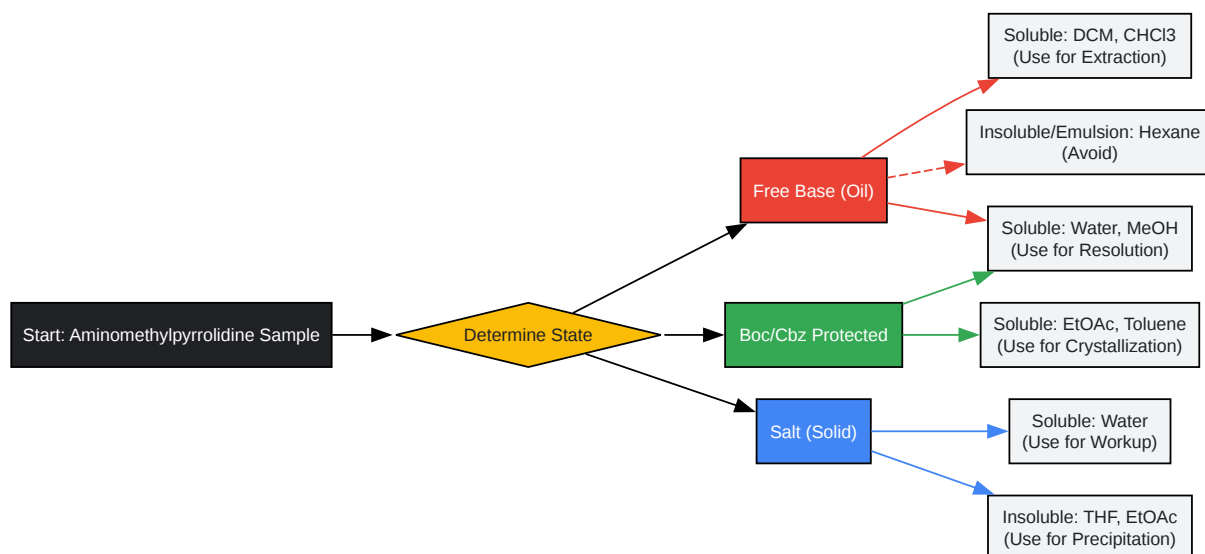 Start: Aminomethylpyrrolidine Sample
Determine State
Free Base (Oil)
Boc/Cbz Protected
Salt (Solid)
Soluble: DCM, CHCl3
(Use for Extraction)
Insoluble/Emulsion: Hexane
(Avoid)
Soluble: Water, MeOH
(Use for Resolution)
Soluble: EtOAc, Toluene
(Use for Crystallization)
Soluble: Water
(Use for Workup)
Insoluble: THF, EtOAc
(Use for Precipitation)